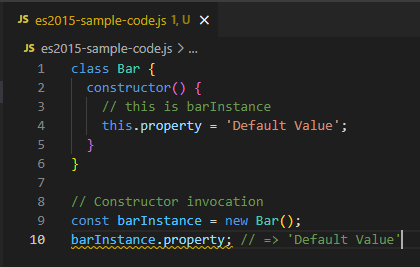 JS es2015-sample-code.js 1, U ×
JS es2015-sample-code.js > ...
1 class Bar {
2   constructor() {
3     // this is barInstance
4     this.property = 'Default Value';
5   }
6 }
7
8 // Constructor invocation
9 const barInstance = new Bar();
10 barInstance.property; // => 'Default Value'